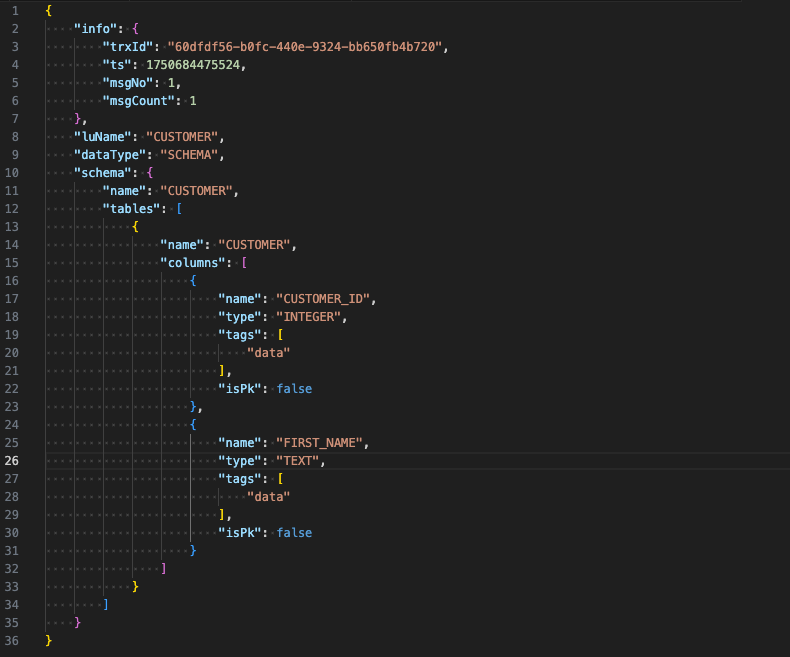 1 {
2     "info": {
3         "trxId": "60dfdf56-b0fc-440e-9324-bb650fb4b720",
4         "ts": 1750684475524,
5         "msgNo": 1,
6         "msgCount": 1
7     },
8     "luName": "CUSTOMER",
9     "dataType": "SCHEMA",
10     "schema": {
11         "name": "CUSTOMER",
12         "tables": [
13             {
14                 "name": "CUSTOMER",
15                 "columns": [
16                     {
17                         "name": "CUSTOMER_ID",
18                         "type": "INTEGER",
19                         "tags": [
20                             "data"
21                         ],
22                         "isPk": false
23                     },
24                     {
25                         "name": "FIRST_NAME",
26                         "type": "TEXT",
27                         "tags": [
28                             "data"
29                         ],
30                         "isPk": false
31                     }
32                 ]
33             }
34         ]
35     }
36 }